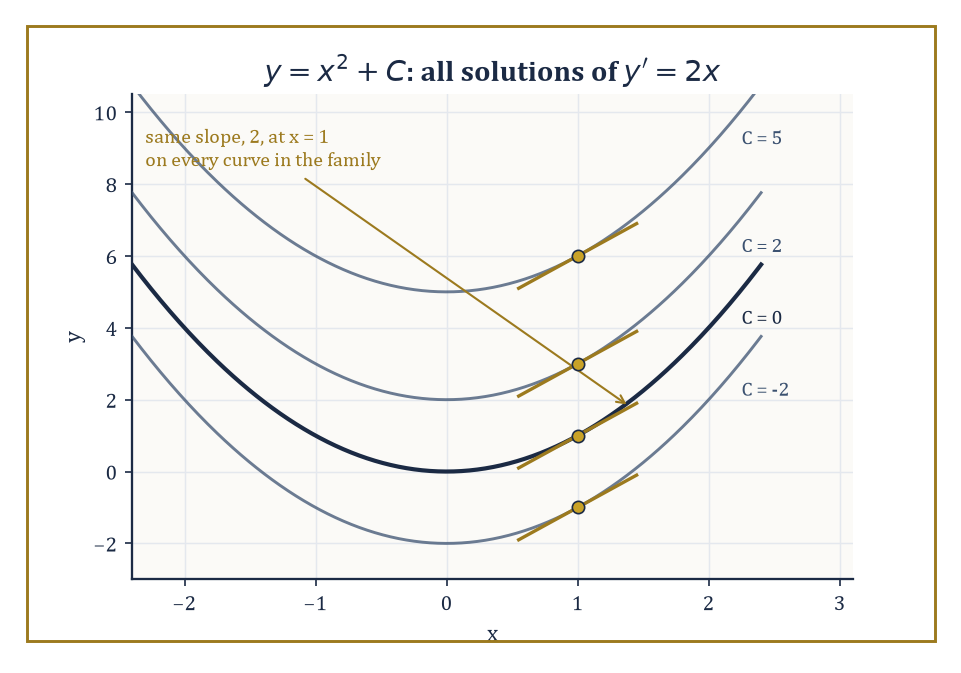 y = x² + C: all solutions of y′ = 2x
10
8
6
4
2
0
−2
y
same slope, 2, at x = 1
on every curve in the family
C = 5
C = 2
C = 0
C = -2
−2 −1 0 1 2 3
x